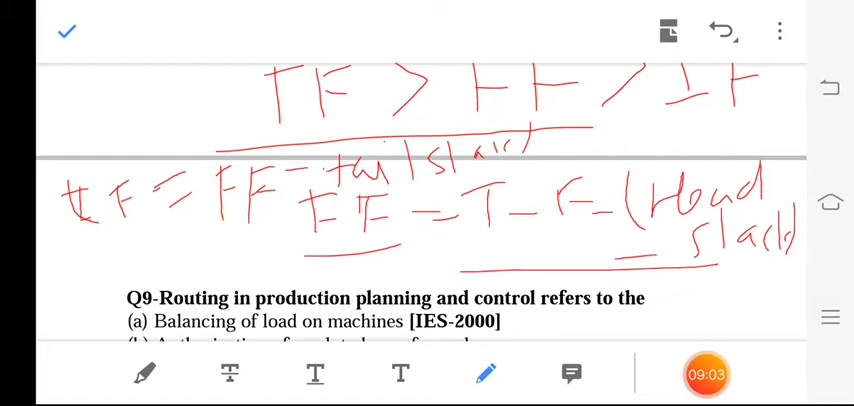 TF > FF > IF
IF = FF - tail slack)
FF = T - F - (Head
slack)
Q9-Routing in production planning and control refers to the
(a) Balancing of load on machines [IES-2000]
T T T 09:03